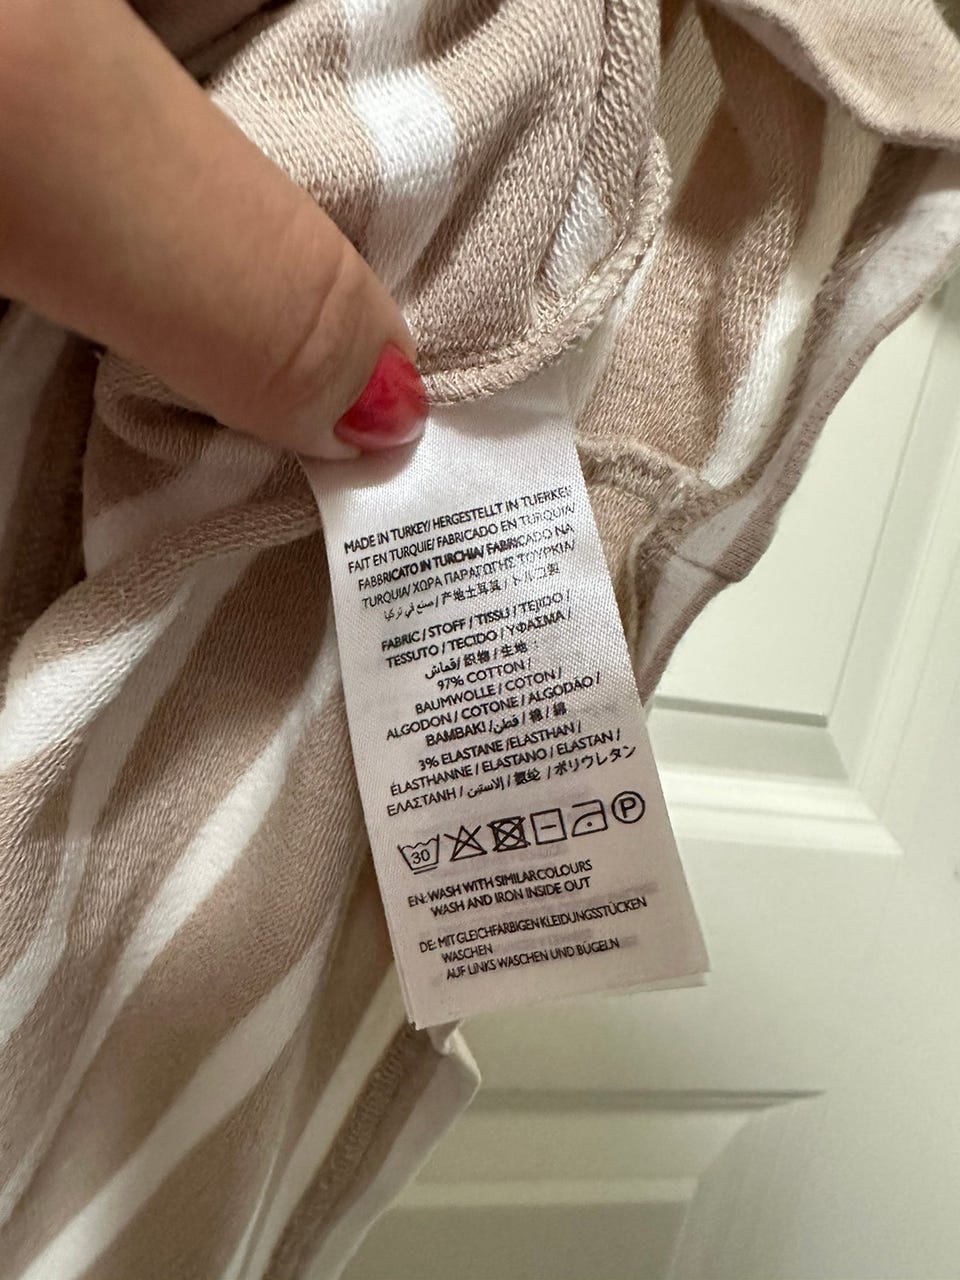 MADE IN TURKEY/ HERGESTELLT IN TUERKEI/
FAIT EN TURQUIE/ FABRICADO EN TURQUIA/
FABBRICATO IN TURCHIA/ FABRICADO NA
TURQUIA/ ΧΩΡΑ ΠΑΡΑΓΩΓΗΣ ΤΟΥΡΚΙΑ/
صنع في تركيا / 产地土耳其 / トルコ製
FABRIC / STOFF / TISSU / TEJIDO /
TESSUTO / TECIDO / ΥΦΑΣΜΑ /
قماش / 织物 / 生地 :
97% COTTON /
BAUMWOLLE / COTON /
ALGODON / COTONE / ALGODÃO /
BAMBAKI / قطن / 棉 / 綿
3% ELASTANE /ELASTHAN /
ÉLASTHANNE / ELASTANO / ELASTAN /
ΕΛΑΣΤΑΝΗ / الاستين / 氨纶 / ポリウレタン
30 P
EN: WASH WITH SIMILAR COLOURS
WASH AND IRON INSIDE OUT
DE: MIT GLEICHFARBIGEN KLEIDUNGSSTÜCKEN
WASCHEN
AUF LINKS WASCHEN UND BÜGELN